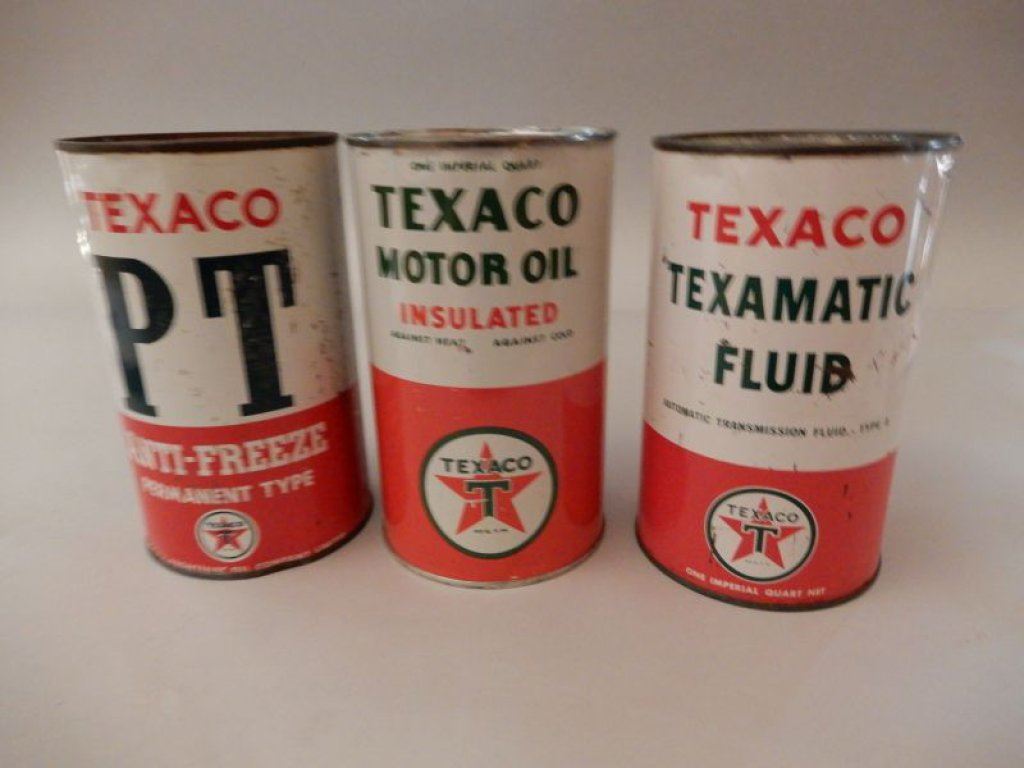 TEXACO
PT
ANTI-FREEZE
PERMANENT TYPE
TEXACO
ONE IMPERIAL QUART
TEXACO
MOTOR OIL
INSULATED
AGAINST HEAT AGAINST COLD
TEXACO
T
TEXACO
TEXAMATIC
FLUID
AUTOMATIC TRANSMISSION FLUID - TYPE A
TEXACO
T
ONE IMPERIAL QUART NET